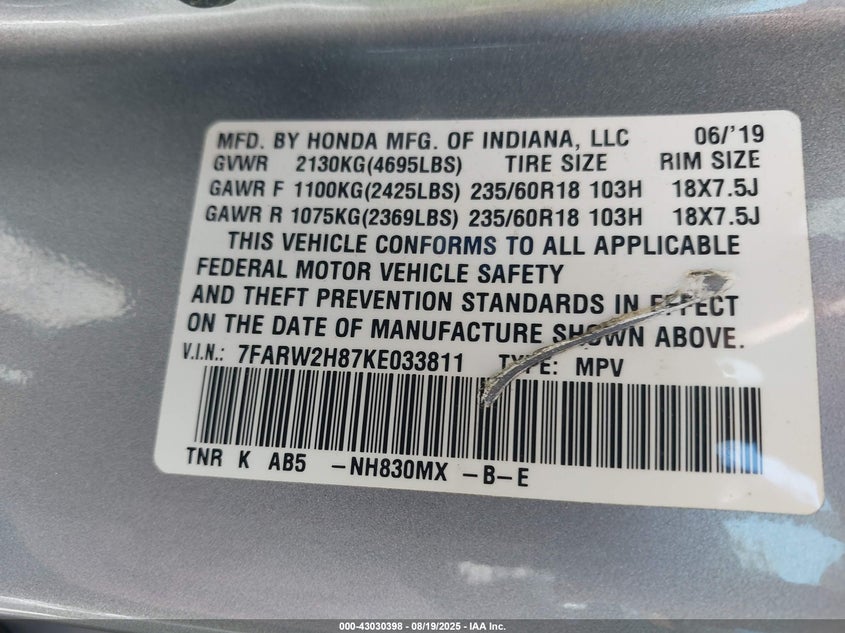 MFD. BY HONDA MFG. OF INDIANA, LLC 06/'19
GVWR 2130KG(4695LBS) TIRE SIZE RIM SIZE
GAWR F 1100KG(2425LBS) 235/60R18 103H 18X7.5J
GAWR R 1075KG(2369LBS) 235/60R18 103H 18X7.5J
THIS VEHICLE CONFORMS TO ALL APPLICABLE
FEDERAL MOTOR VEHICLE SAFETY
AND THEFT PREVENTION STANDARDS IN EFFECT
ON THE DATE OF MANUFACTURE SHOWN ABOVE.
V.I.N.: 7FARW2H87KE033811 TYPE: MPV
TNR K AB5 -NH830MX -B-E
000-43030398 - 08/19/2025 - IAA Inc.